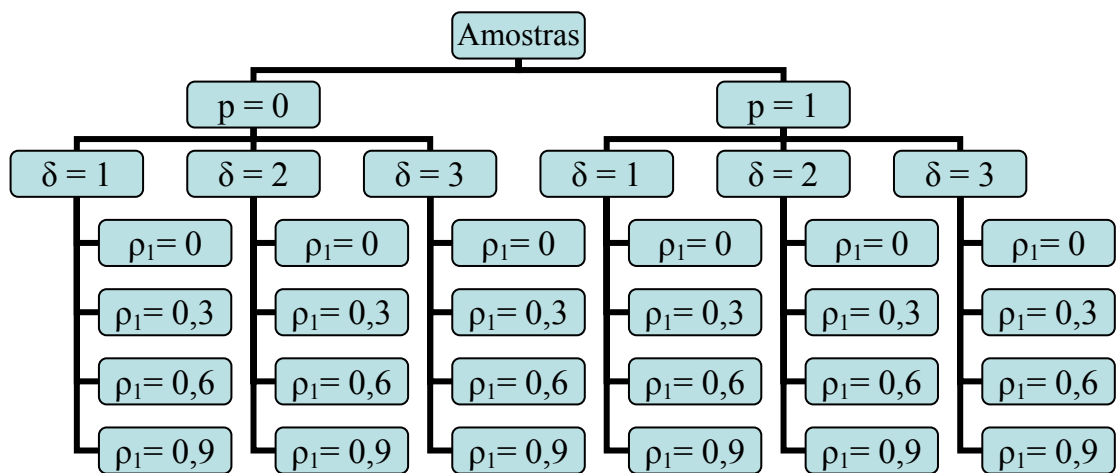 Amostras
p = 0
p = 1
δ = 1
δ = 2
δ = 3
δ = 1
δ = 2
δ = 3
ρ₁= 0
ρ₁= 0
ρ₁= 0
ρ₁= 0
ρ₁= 0
ρ₁= 0
ρ₁= 0,3
ρ₁= 0,3
ρ₁= 0,3
ρ₁= 0,3
ρ₁= 0,3
ρ₁= 0,3
ρ₁= 0,6
ρ₁= 0,6
ρ₁= 0,6
ρ₁= 0,6
ρ₁= 0,6
ρ₁= 0,6
ρ₁= 0,9
ρ₁= 0,9
ρ₁= 0,9
ρ₁= 0,9
ρ₁= 0,9
ρ₁= 0,9